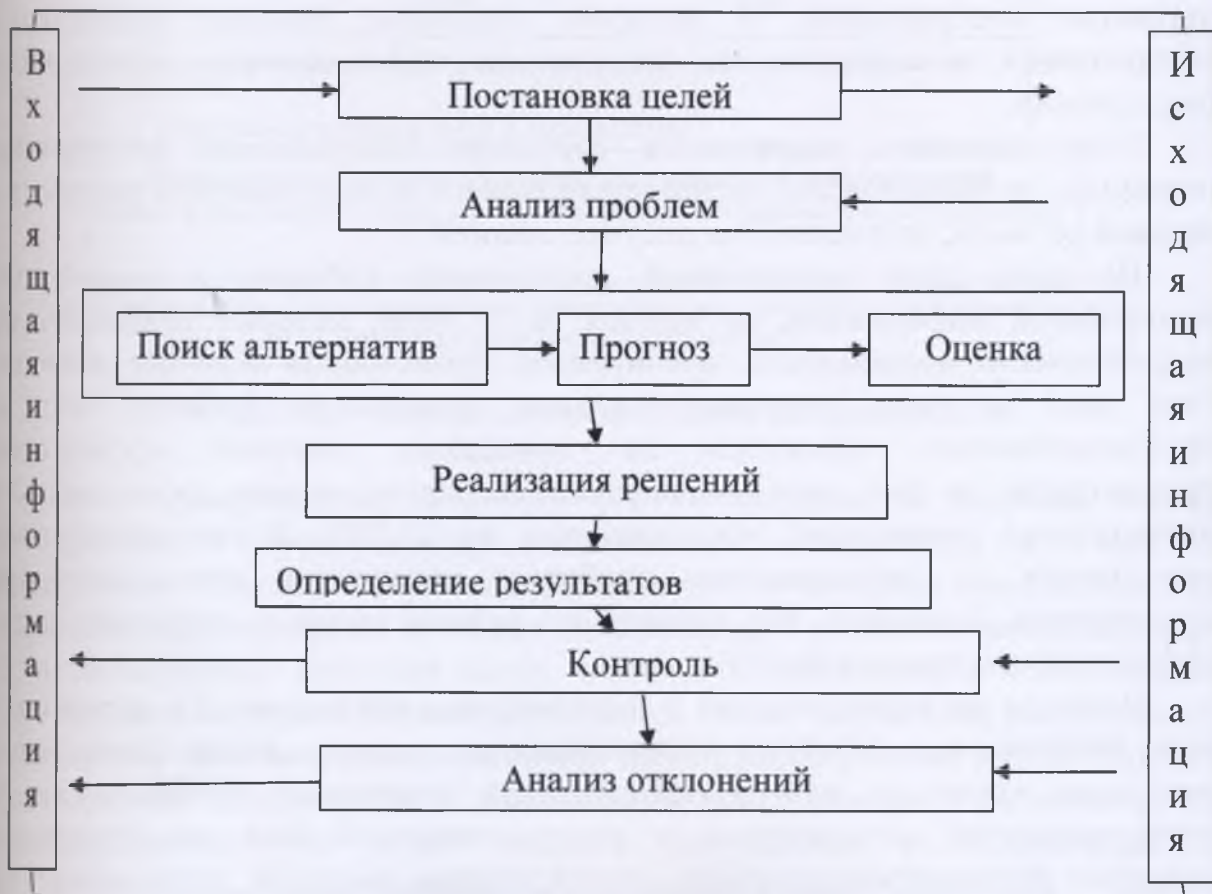 Входящая информация
Постановка целей
Анализ проблем
Поиск альтернатив
Прогноз
Оценка
Реализация решений
Определение результатов
Контроль
Анализ отклонений
Исходящая информация